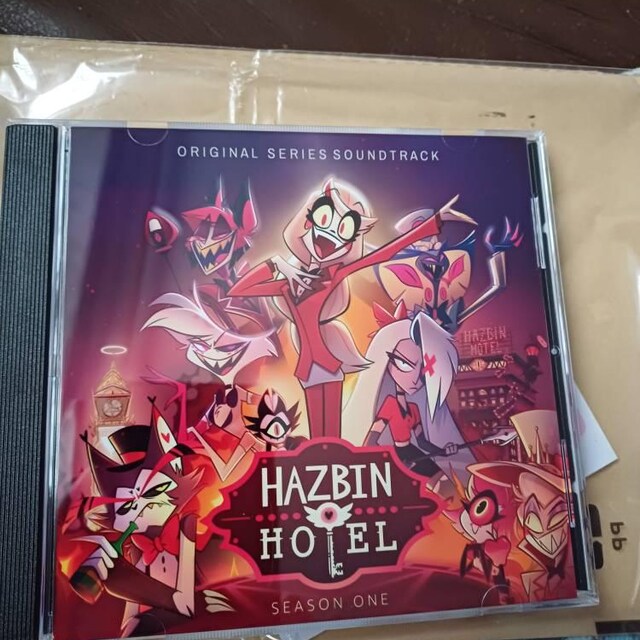 ORIGINAL SERIES SOUNDTRACK
HAZBIN
HOTEL
HAZBIN
HOTEL
SEASON ONE